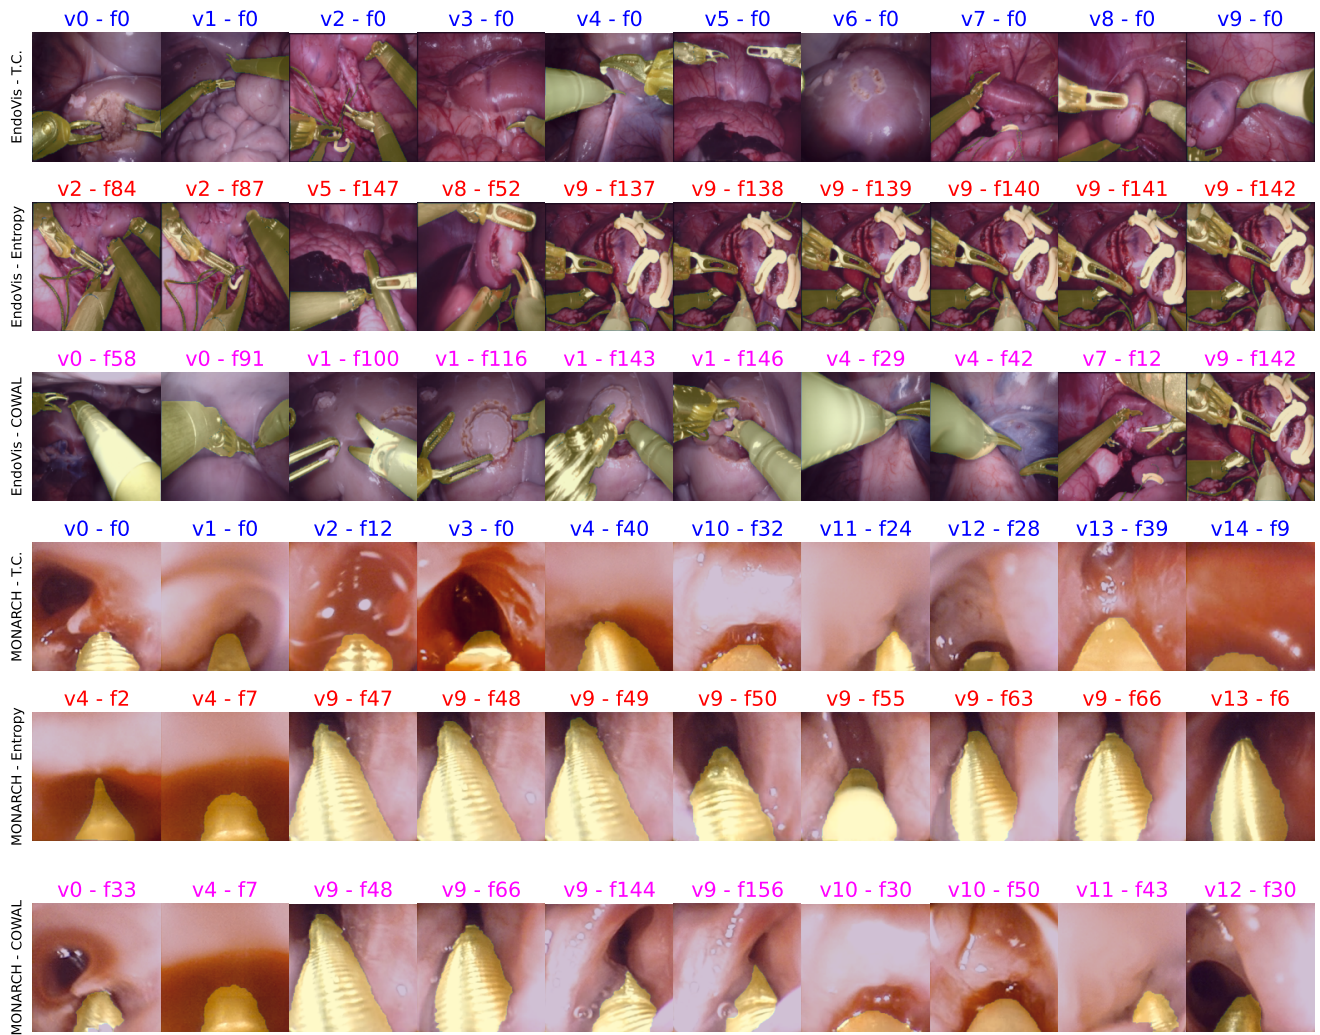 v0 - f0 v1 - f0 v2 - f0 v3 - f0 v4 - f0 v5 - f0 v6 - f0 v7 - f0 v8 - f0 v9 - f0
EndoVis - T.C.
v2 - f84 v2 - f87 v5 - f147 v8 - f52 v9 - f137 v9 - f138 v9 - f139 v9 - f140 v9 - f141 v9 - f142
EndoVis - Entropy
v0 - f58 v0 - f91 v1 - f100 v1 - f116 v1 - f143 v1 - f146 v4 - f29 v4 - f42 v7 - f12 v9 - f142
EndoVis - COWAL
v0 - f0 v1 - f0 v2 - f12 v3 - f0 v4 - f40 v10 - f32 v11 - f24 v12 - f28 v13 - f39 v14 - f9
MONARCH - T.C.
v4 - f2 v4 - f7 v9 - f47 v9 - f48 v9 - f49 v9 - f50 v9 - f55 v9 - f63 v9 - f66 v13 - f6
MONARCH - Entropy
v0 - f33 v4 - f7 v9 - f48 v9 - f66 v9 - f144 v9 - f156 v10 - f30 v10 - f50 v11 - f43 v12 - f30
MONARCH - COWAL